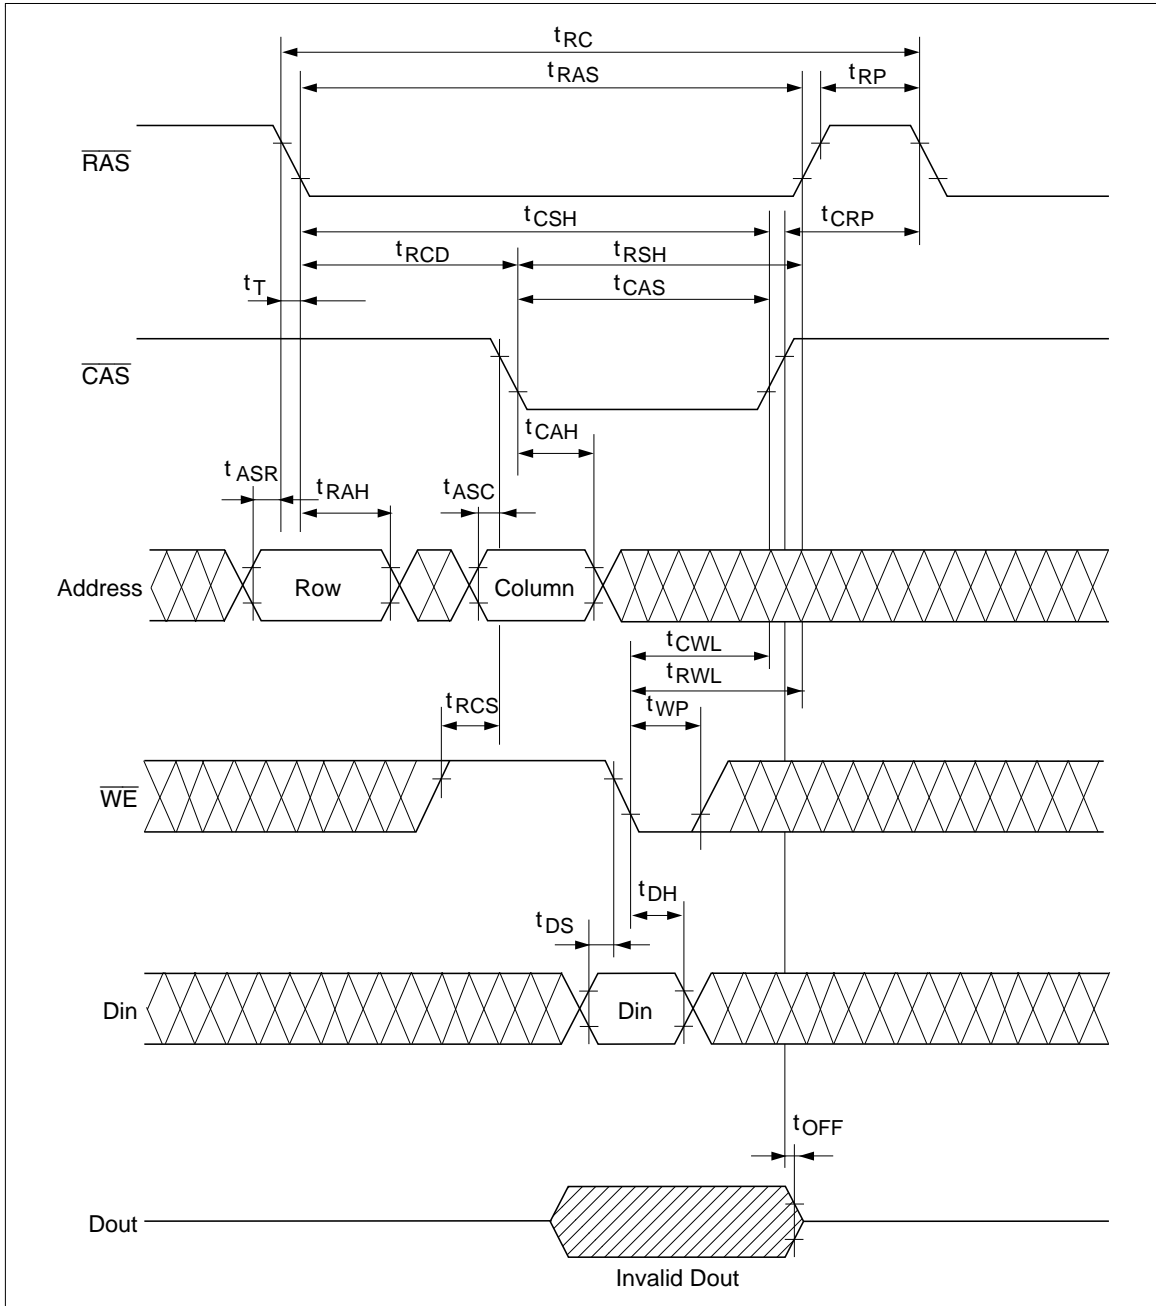 tRC
tRAS
tRP
RAS
tCSH
tCRP
tRCD
tRSH
tT
tCAS
CAS
tCAH
tASR
tRAH
tASC
Address
Row
Column
tCWL
tRWL
tRCS
tWP
WE
tDH
tDS
Din
Din
tOFF
Dout
Invalid Dout